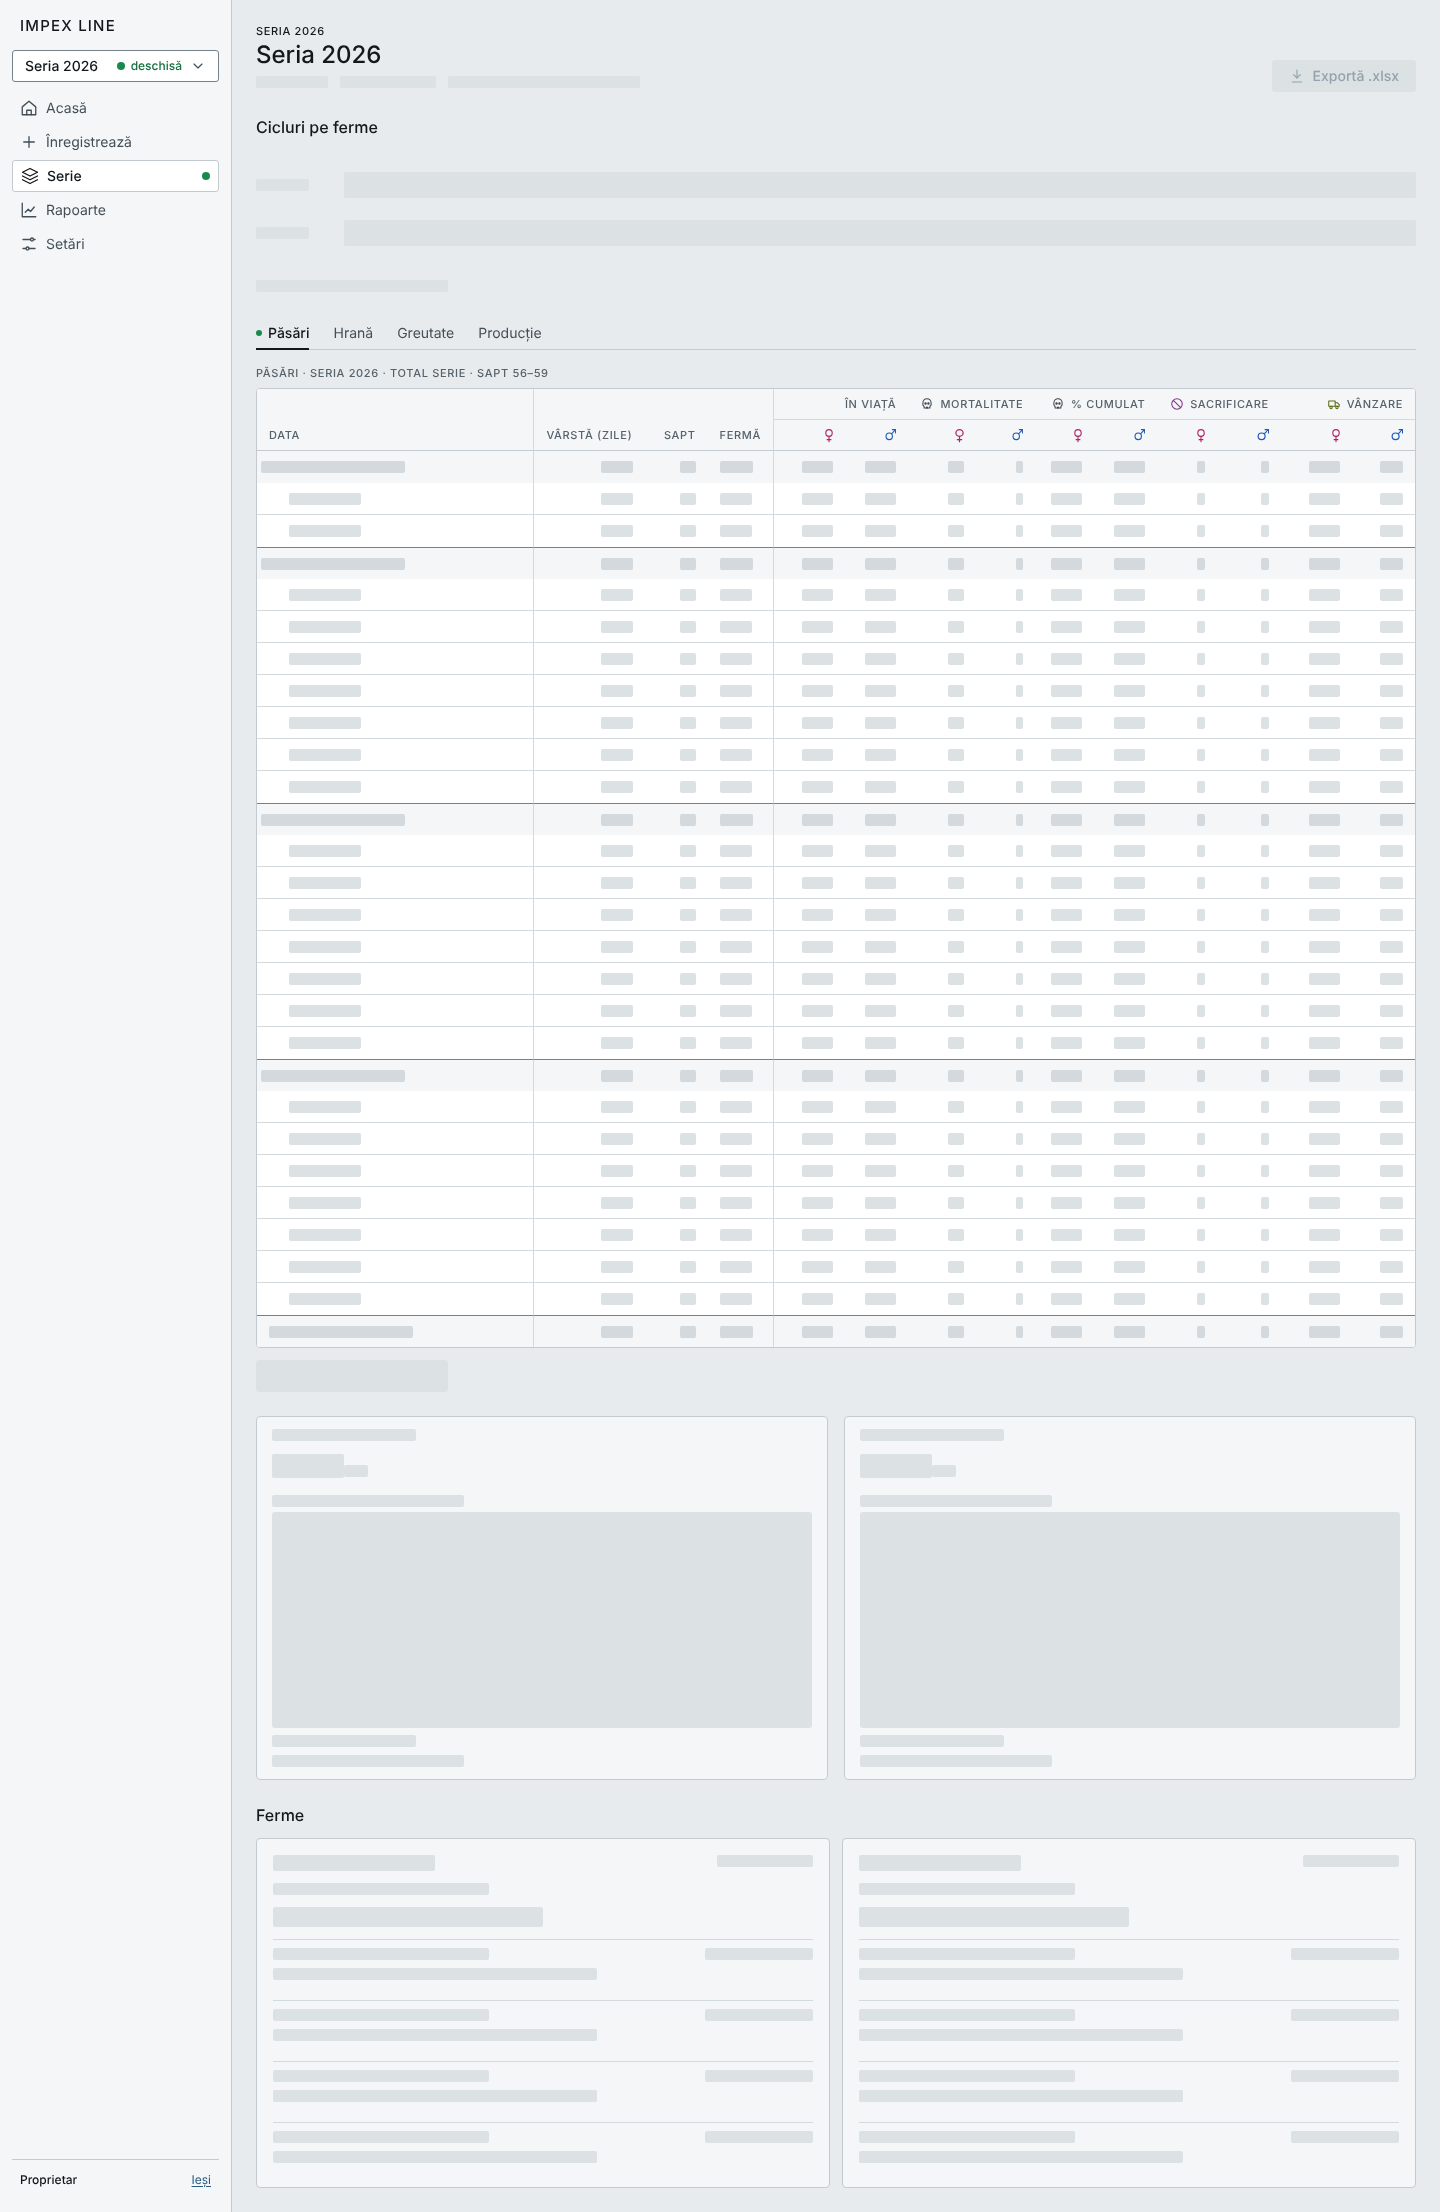 IMPEX LINE
Seria 2026 deschisă
Acasă
Înregistrează
Serie
Rapoarte
Setări
SERIA 2026
Seria 2026
Exportă .xlsx
Cicluri pe ferme
Păsări Hrană Greutate Producție
PĂSĂRI · SERIA 2026 · TOTAL SERIE · SAPT 56–59
ÎN VIAȚĂ MORTALITATE % CUMULAT SACRIFICARE VÂNZARE
DATA VÂRSTĂ (ZILE) SAPT FERMĂ ♀ ♂ ♀ ♂ ♀ ♂ ♀ ♂ ♀ ♂
Ferme
Proprietar Ieși